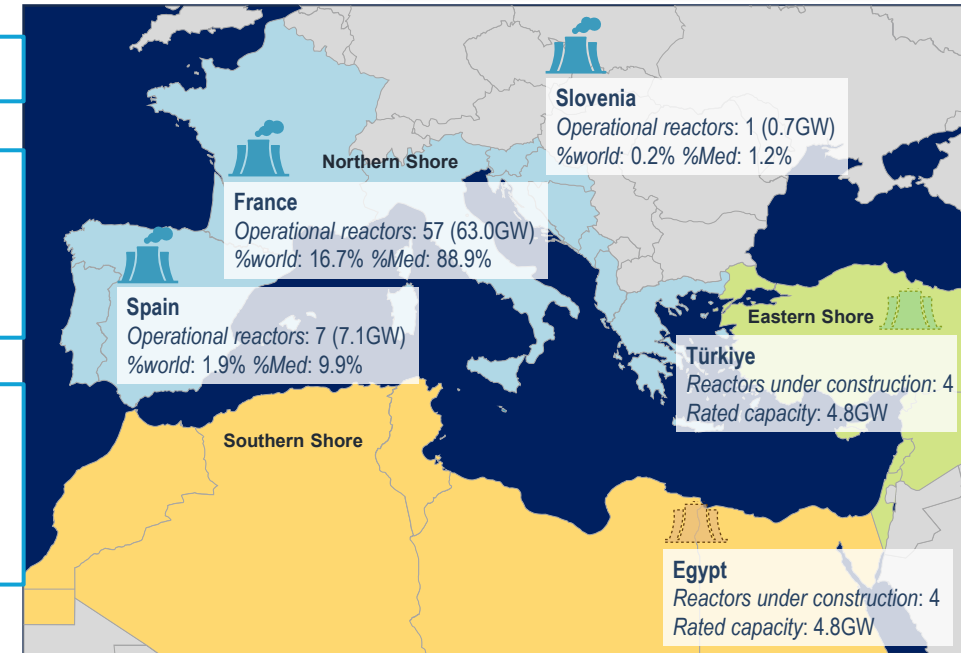 Slovenia
Operational reactors: 1 (0.7GW)
%world: 0.2% %Med: 1.2%
Northern Shore
France
Operational reactors: 57 (63.0GW)
%world: 16.7% %Med: 88.9%
Spain
Operational reactors: 7 (7.1GW)
%world: 1.9% %Med: 9.9%
Eastern Shore
Türkiye
Reactors under construction: 4
Rated capacity: 4.8GW
Southern Shore
Egypt
Reactors under construction: 4
Rated capacity: 4.8GW